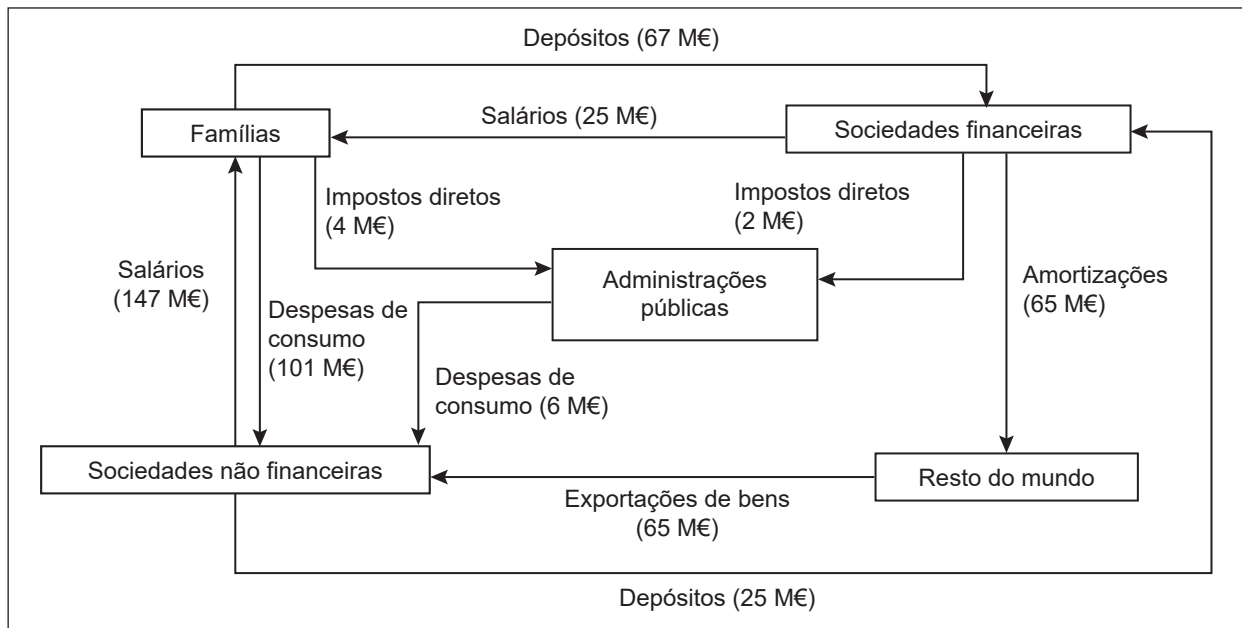 Depósitos (67 M€)
Famílias
Salários (25 M€)
Sociedades financeiras
Impostos diretos
(4 M€)
Impostos diretos
(2 M€)
Salários
(147 M€)
Despesas de
consumo
(101 M€)
Administrações
públicas
Amortizações
(65 M€)
Despesas de
consumo (6 M€)
Sociedades não financeiras
Exportações de bens
(65 M€)
Resto do mundo
Depósitos (25 M€)